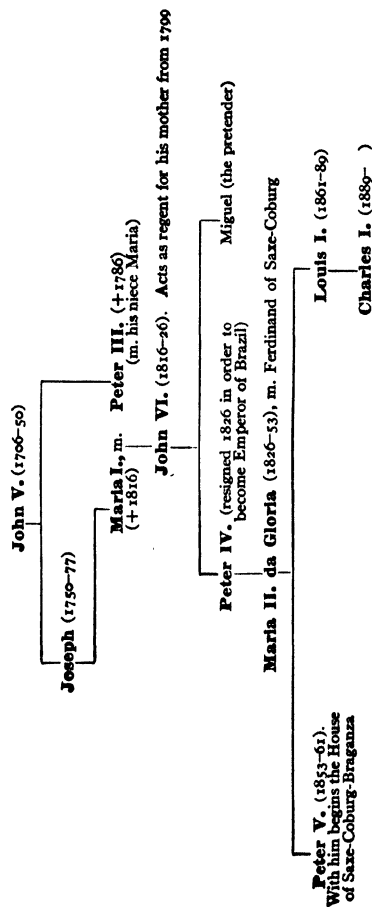 John V. (1706-50)
Joseph (1750-77)
Maria I., m. Peter III. (+1786)
(+1816) (m. his niece Maria)
John VI. (1816-26). Acts as regent for his mother from 1799
Peter IV. (resigned 1826 in order to
become Emperor of Brazil)
Miguel (the pretender)
Maria II. da Gloria (1826-53), m. Ferdinand of Saxe-Coburg
Peter V. (1853-61).
With him begins the House
of Saxe-Coburg-Braganza
Louis I. (1861-89)
Charles I. (1889- )